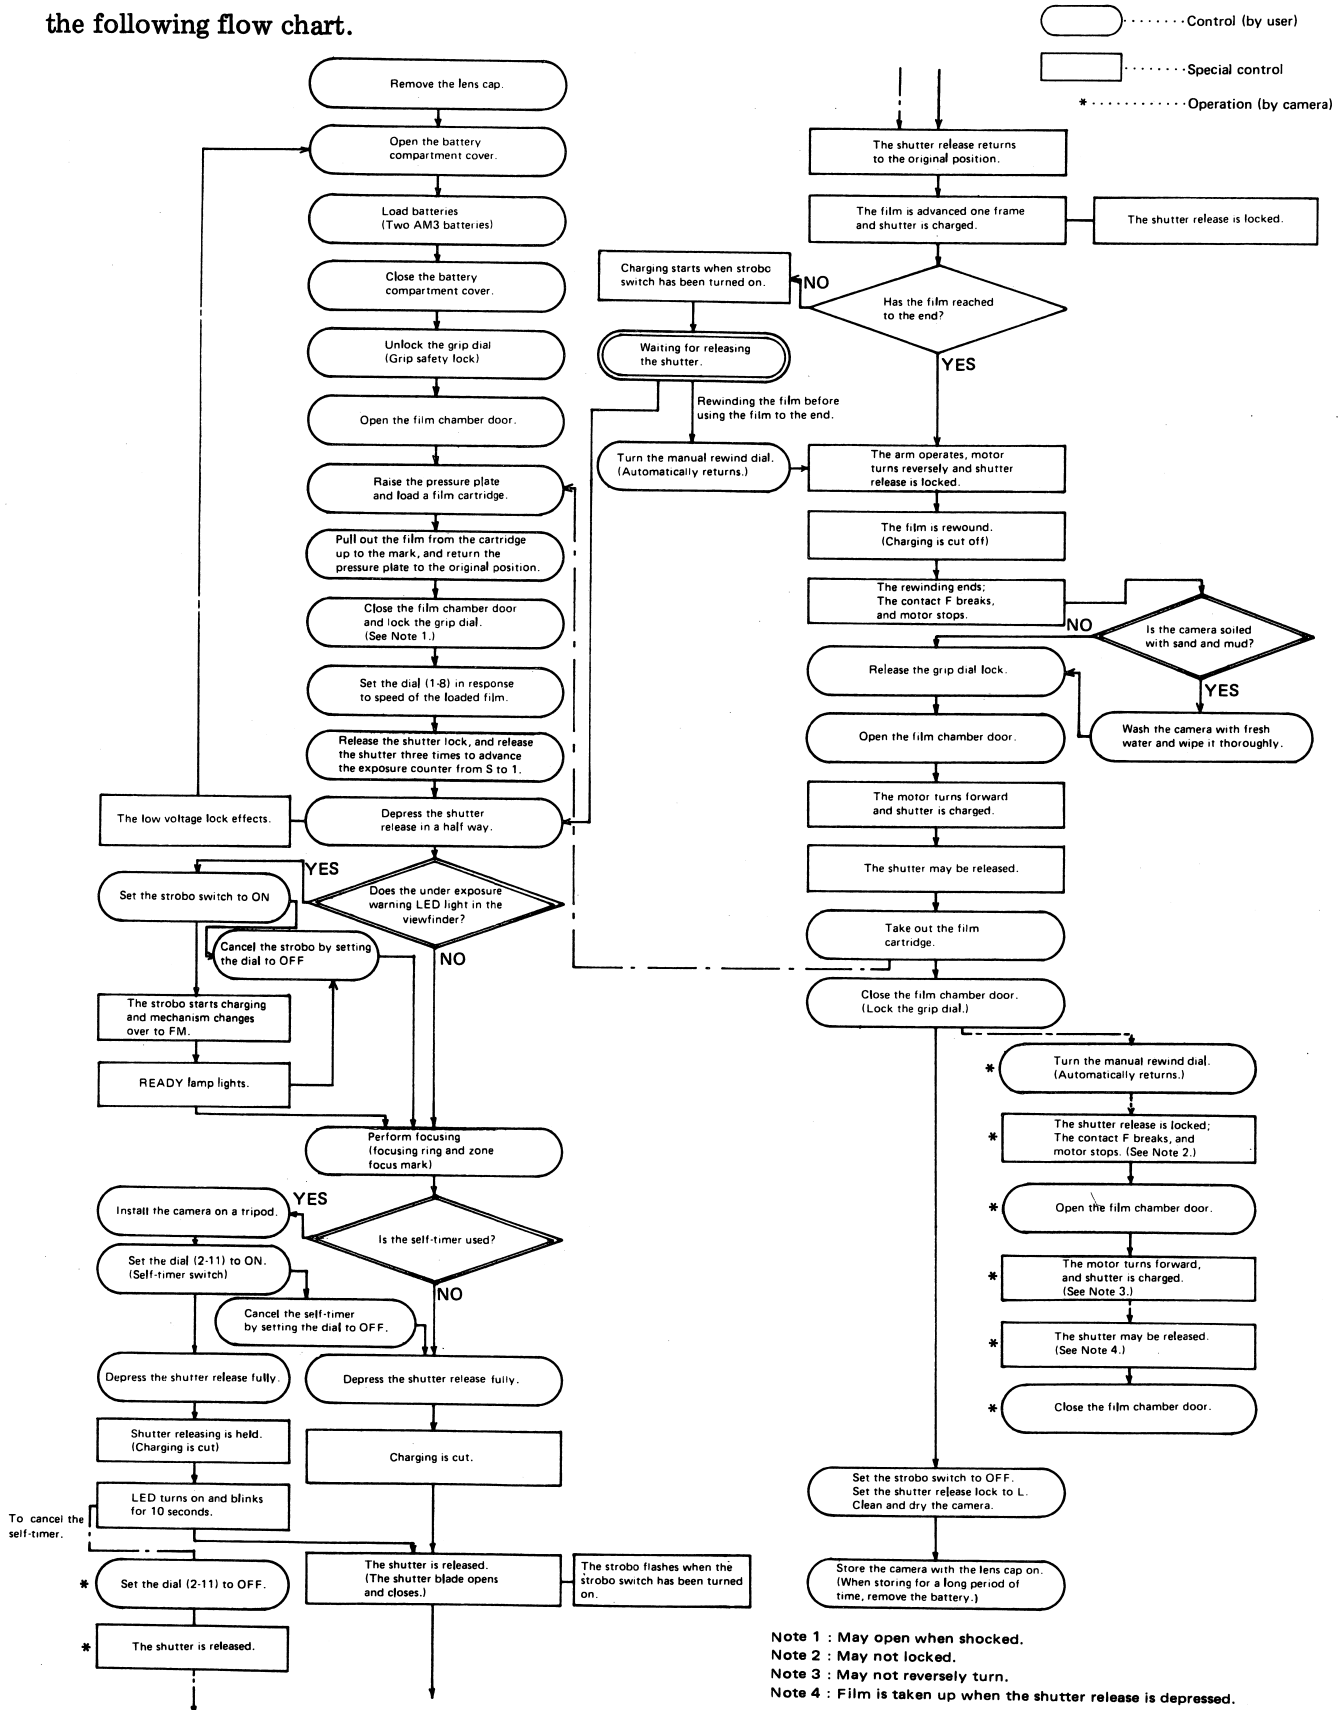 the following flow chart.
Control (by user)
Special control
* Operation (by camera)
Remove the lens cap.
Open the battery
compartment cover.
Load batteries
(Two AM3 batteries)
Close the battery
compartment cover.
Unlock the grip dial
(Grip safety lock)
Open the film chamber door.
Raise the pressure plate
and load a film cartridge.
Pull out the film from the cartridge
up to the mark, and return the
pressure plate to the original position.
Close the film chamber door
and lock the grip dial.
(See Note 1.)
Set the dial (1-8) in response
to speed of the loaded film.
Release the shutter lock, and release
the shutter three times to advance
the exposure counter from S to 1.
Depress the shutter
release in a half way.
The low voltage lock effects.
YES
Does the under exposure
warning LED light in the
viewfinder?
NO
Set the strobo switch to ON
Cancel the strobo by setting
the dial to OFF
The strobo starts charging
and mechanism changes
over to FM.
READY lamp lights.
Perform focusing
(focusing ring and zone
focus mark)
YES
Is the self-timer used?
NO
Install the camera on a tripod.
Set the dial (2-11) to ON.
(Self-timer switch)
Cancel the self-timer
by setting the dial to OFF.
Depress the shutter release fully.
Depress the shutter release fully.
Shutter releasing is held.
(Charging is cut)
Charging is cut.
LED turns on and blinks
for 10 seconds.
To cancel the
self-timer.
* Set the dial (2-11) to OFF.
* The shutter is released.
The shutter is released.
(The shutter blade opens
and closes.)
The strobo flashes when the
strobo switch has been turned
on.
The shutter release returns
to the original position.
The film is advanced one frame
and shutter is charged.
The shutter release is locked.
Has the film reached
to the end?
NO
YES
Charging starts when strobo
switch has been turned on.
Waiting for releasing
the shutter.
Rewinding the film before
using the film to the end.
Turn the manual rewind dial.
(Automatically returns.)
The arm operates, motor
turns reversely and shutter
release is locked.
The film is rewound.
(Charging is cut off)
The rewinding ends;
The contact F breaks,
and motor stops.
Is the camera soiled
with sand and mud?
NO
YES
Wash the camera with fresh
water and wipe it thoroughly.
Release the grip dial lock.
Open the film chamber door.
The motor turns forward
and shutter is charged.
The shutter may be released.
Take out the film
cartridge.
Close the film chamber door.
(Lock the grip dial.)
* Turn the manual rewind dial.
(Automatically returns.)
* The shutter release is locked;
The contact F breaks, and
motor stops. (See Note 2.)
* Open the film chamber door.
* The motor turns forward,
and shutter is charged.
(See Note 3.)
* The shutter may be released.
(See Note 4.)
* Close the film chamber door.
Set the strobo switch to OFF.
Set the shutter release lock to L.
Clean and dry the camera.
Store the camera with the lens cap on.
(When storing for a long period of
time, remove the battery.)
Note 1 : May open when shocked.
Note 2 : May not locked.
Note 3 : May not reversely turn.
Note 4 : Film is taken up when the shutter release is depressed.